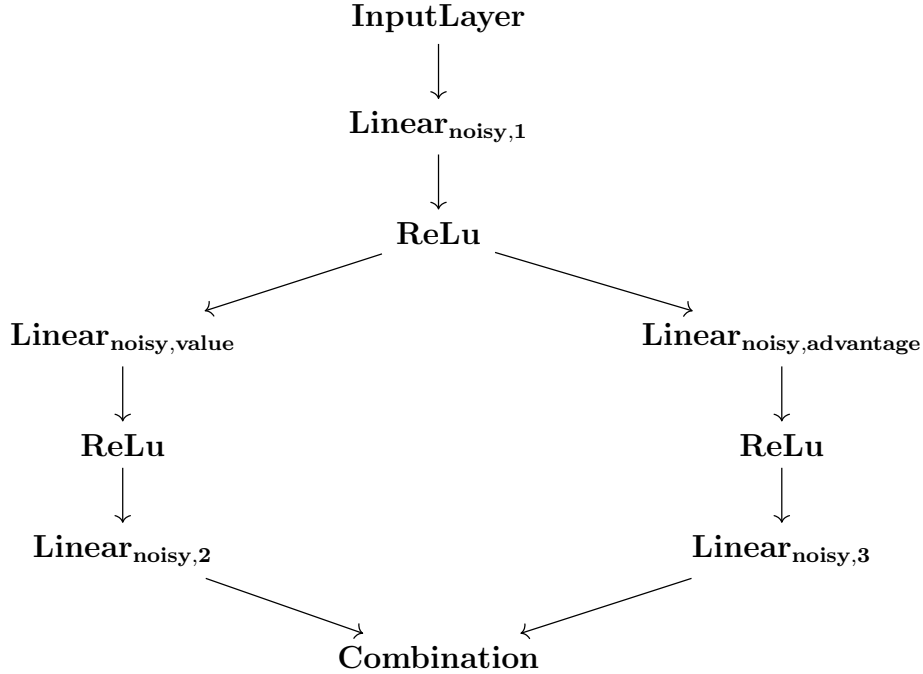 InputLayer
Linear_noisy,1
ReLu
Linear_noisy,value Linear_noisy,advantage
ReLu ReLu
Linear_noisy,2 Linear_noisy,3
Combination